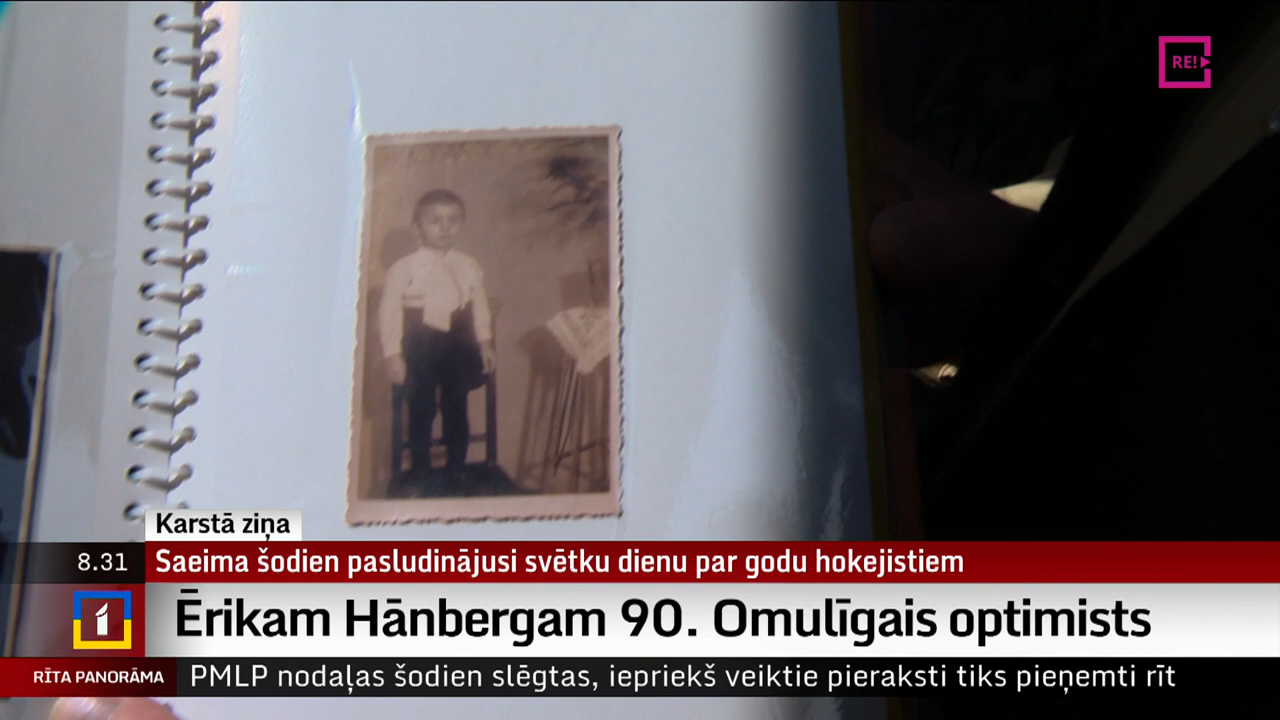 RE!
Karstā ziņa
8.31
Saeima šodien pasludinājusi svētku dienu par godu hokejistiem
1
Ērikam Hānbergam 90. Omulīgais optimists
RĪTA PANORĀMA
PMLP nodaļas šodien slēgtas, iepriekš veiktie pieraksti tiks pieņemti rīt